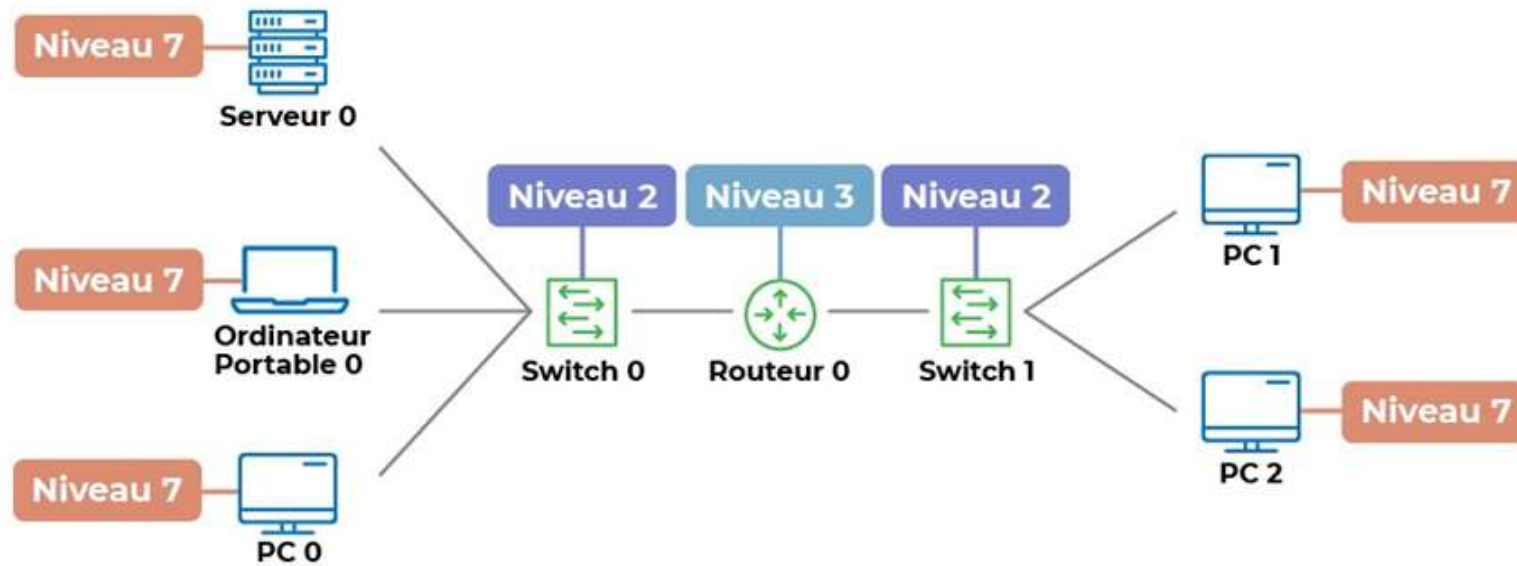 Niveau 7
Serveur 0
Niveau 7
Ordinateur
Portable 0
Niveau 7
PC 0
Niveau 2
Niveau 3
Niveau 2
Switch 0
Routeur 0
Switch 1
PC 1
Niveau 7
PC 2
Niveau 7